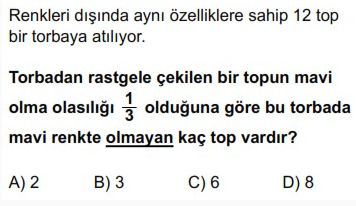 Renkleri dışında aynı özelliklere sahip 12 top
bir torbaya atılıyor.
Torbadan rastgele çekilen bir topun mavi
olma olasılığı 1/3 olduğuna göre bu torbada
mavi renkte olmayan kaç top vardır?
A) 2 B) 3 C) 6 D) 8